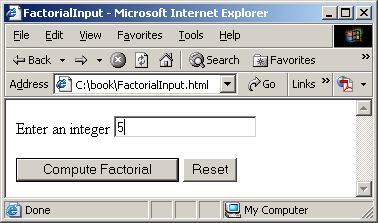 FactorialInput - Microsoft Internet Explorer
File Edit View Favorites Tools Help
Back Search Favorites
Address C:\book\FactorialInput.html Go Links
Enter an integer 5
Compute Factorial Reset
Done My Computer